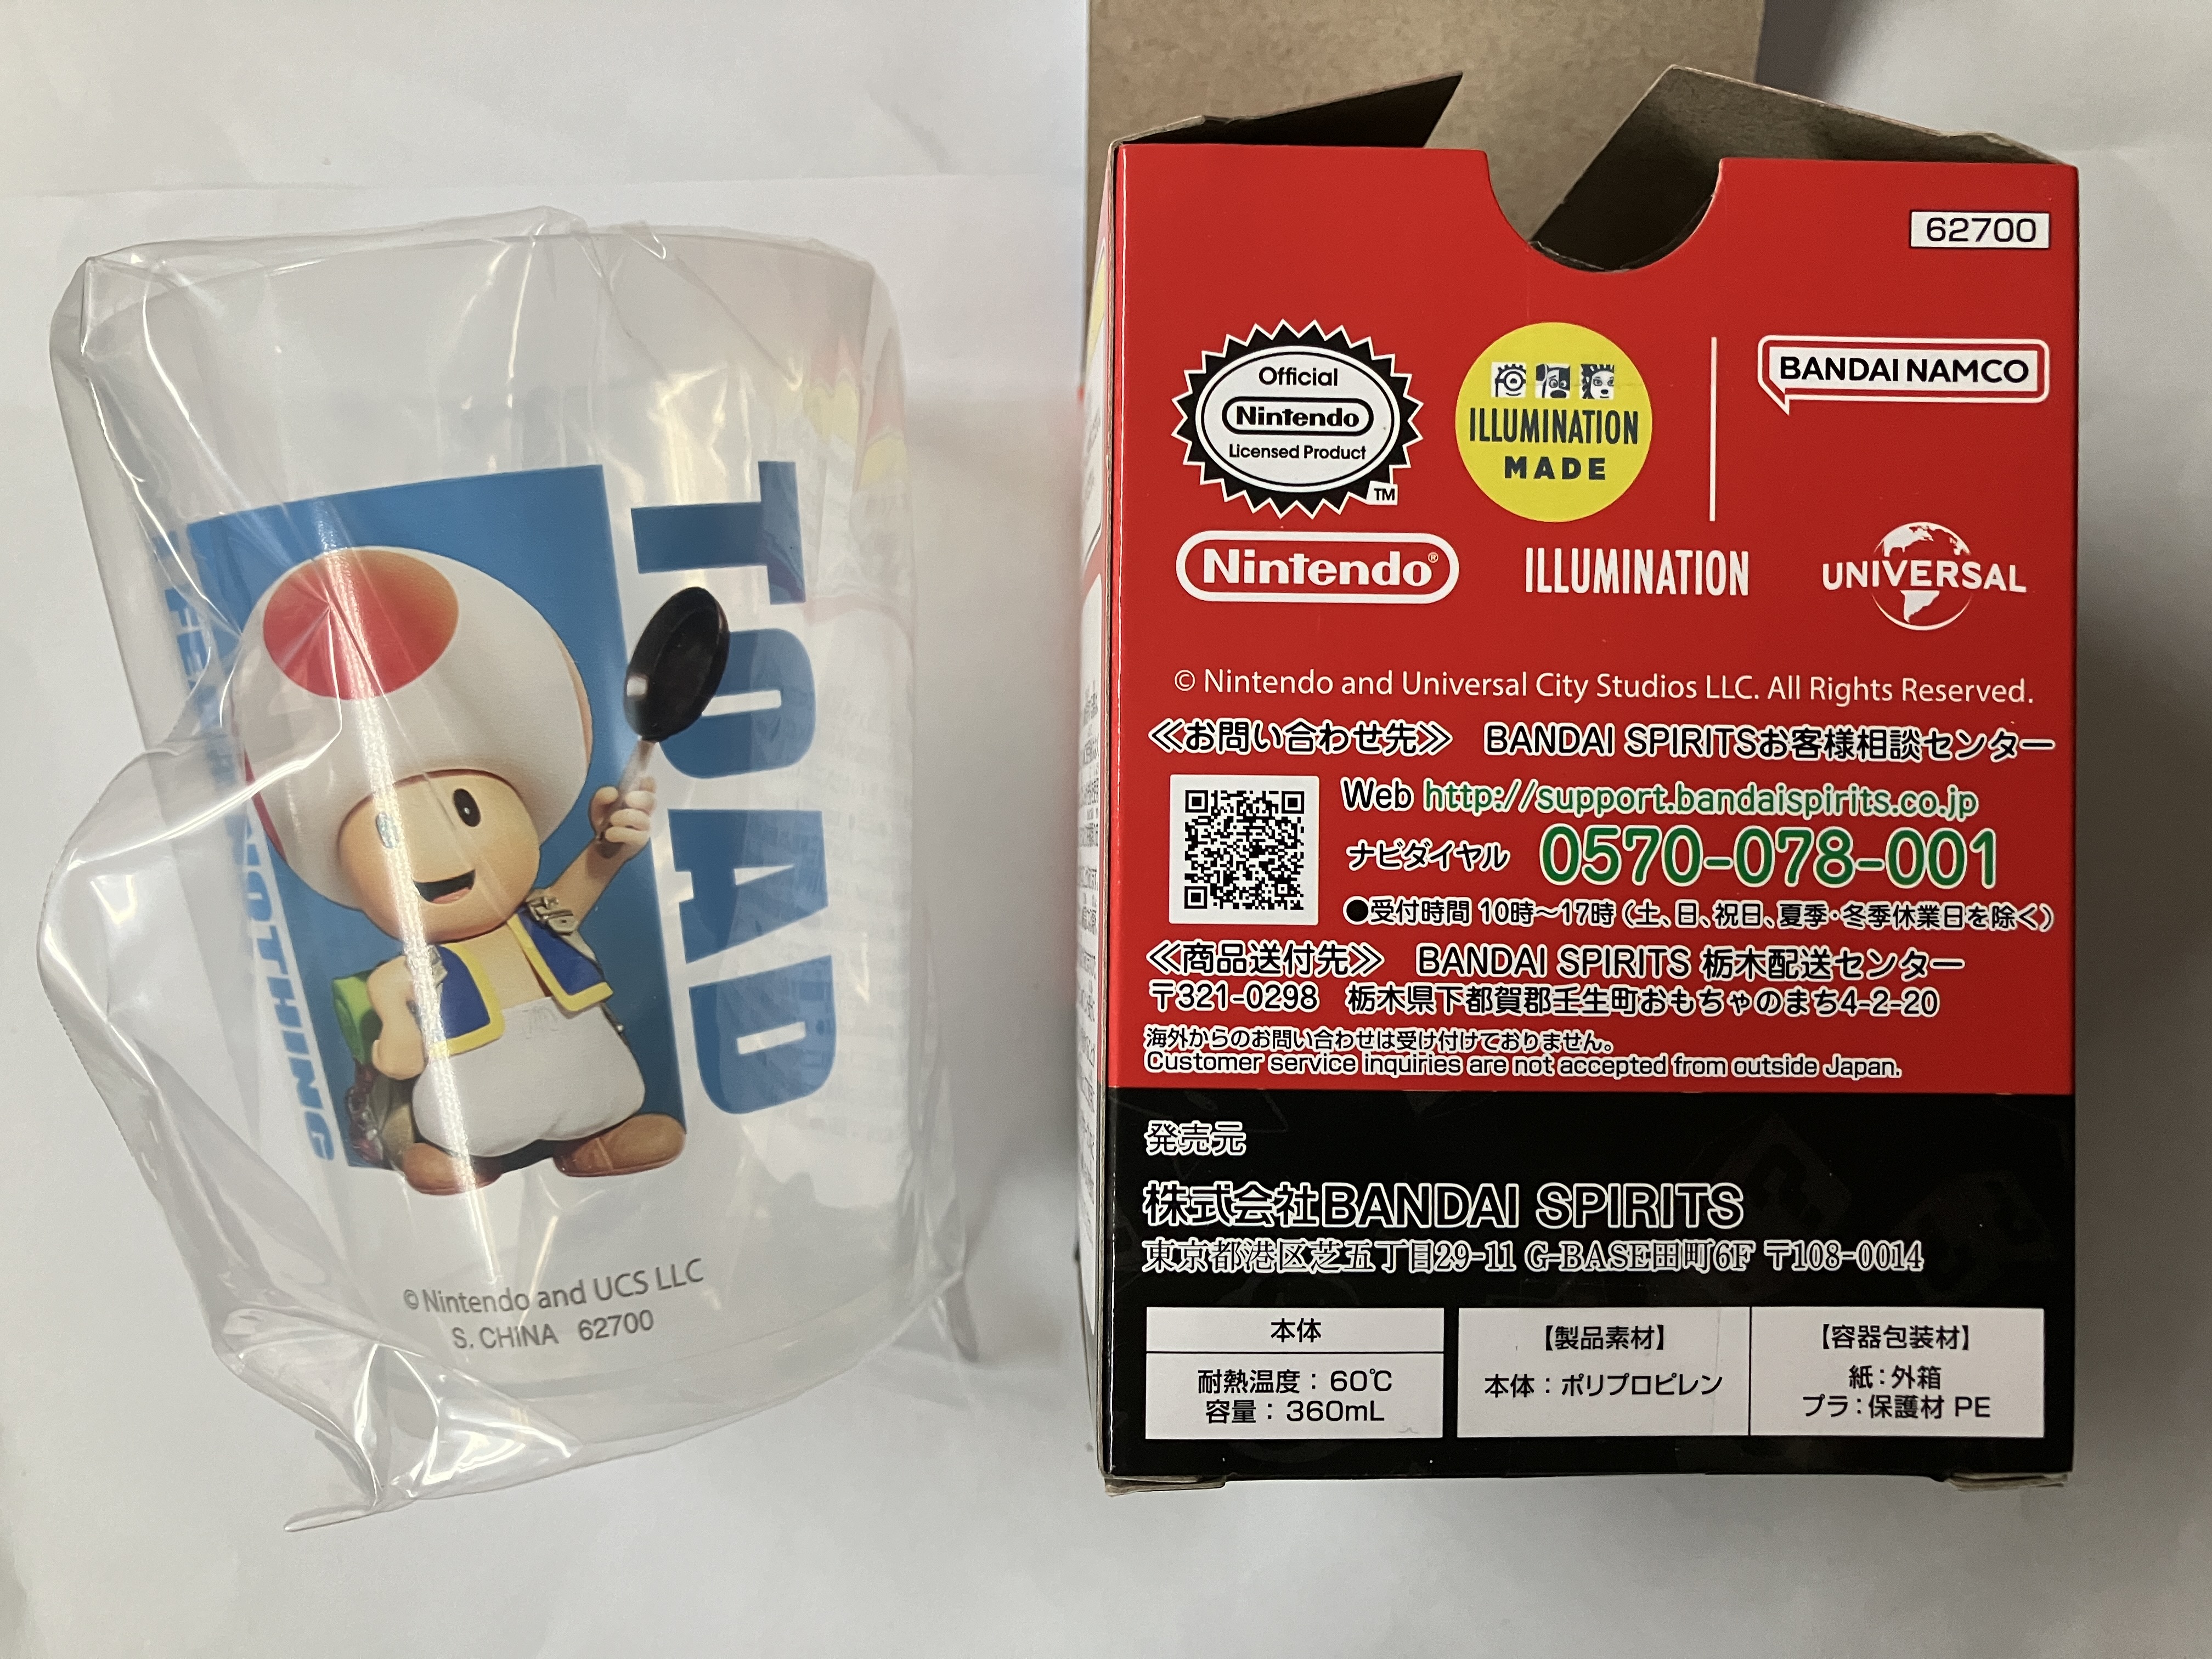 TOAD
NOTHING
©Nintendo and UCS LLC
S. CHINA 62700
62700
Official
Nintendo
Licensed Product
TM
ILLUMINATION
MADE
BANDAI NAMCO
Nintendo®
ILLUMINATION
UNIVERSAL
© Nintendo and Universal City Studios LLC. All Rights Reserved.
≪お問い合わせ先≫ BANDAI SPIRITSお客様相談センター
Web http://support.bandaispirits.co.jp
ナビダイヤル 0570-078-001
●受付時間 10時～17時（土、日、祝日、夏季・冬季休業日を除く）
≪商品送付先≫ BANDAI SPIRITS 栃木配送センター
〒321-0298 栃木県下都賀郡壬生町おもちゃのまち4-2-20
海外からのお問い合わせは受け付けておりません。
Customer service inquiries are not accepted from outside Japan.
発売元
株式会社BANDAI SPIRITS
東京都港区芝五丁目29-11 G-BASE田町6F 〒108-0014
本体
耐熱温度：60℃
容量：360mL
【製品素材】
本体：ポリプロピレン
【容器包装材】
紙：外箱
プラ：保護材 PE